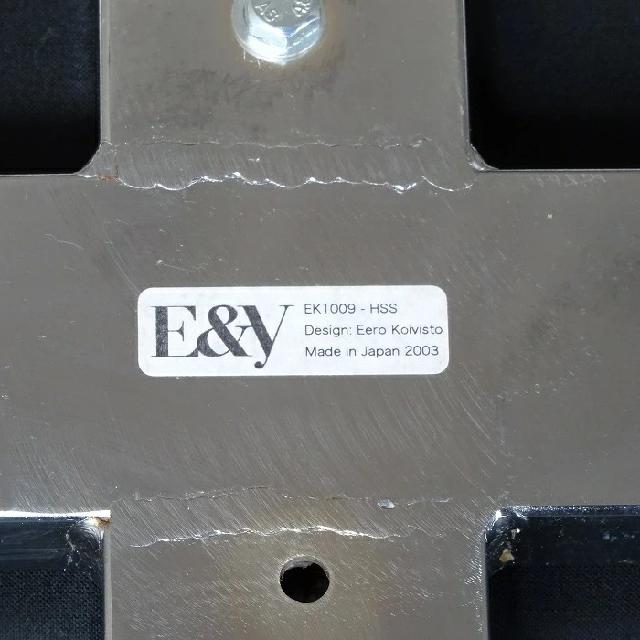 E&y
EK1009 - HSS
Design: Eero Koivisto
Made in Japan 2003